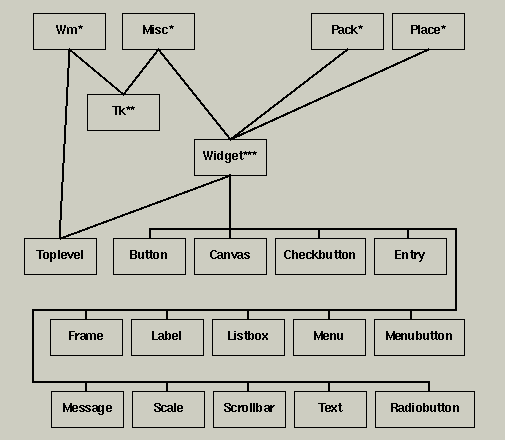 Wm*
Misc*
Pack*
Place*
Tk**
Widget***
Toplevel
Button
Canvas
Checkbutton
Entry
Frame
Label
Listbox
Menu
Menubutton
Message
Scale
Scrollbar
Text
Radiobutton